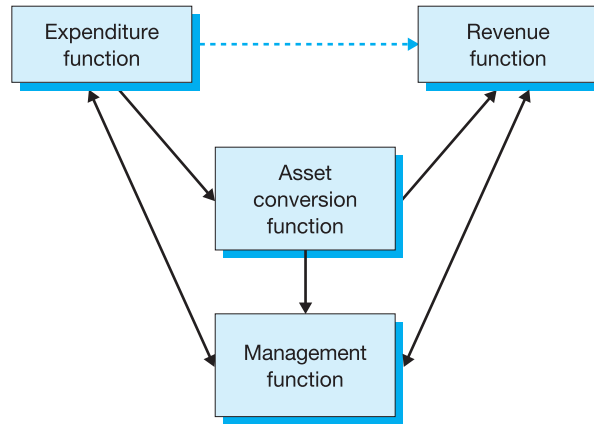 Expenditure
function
Revenue
function
Asset
conversion
function
Management
function